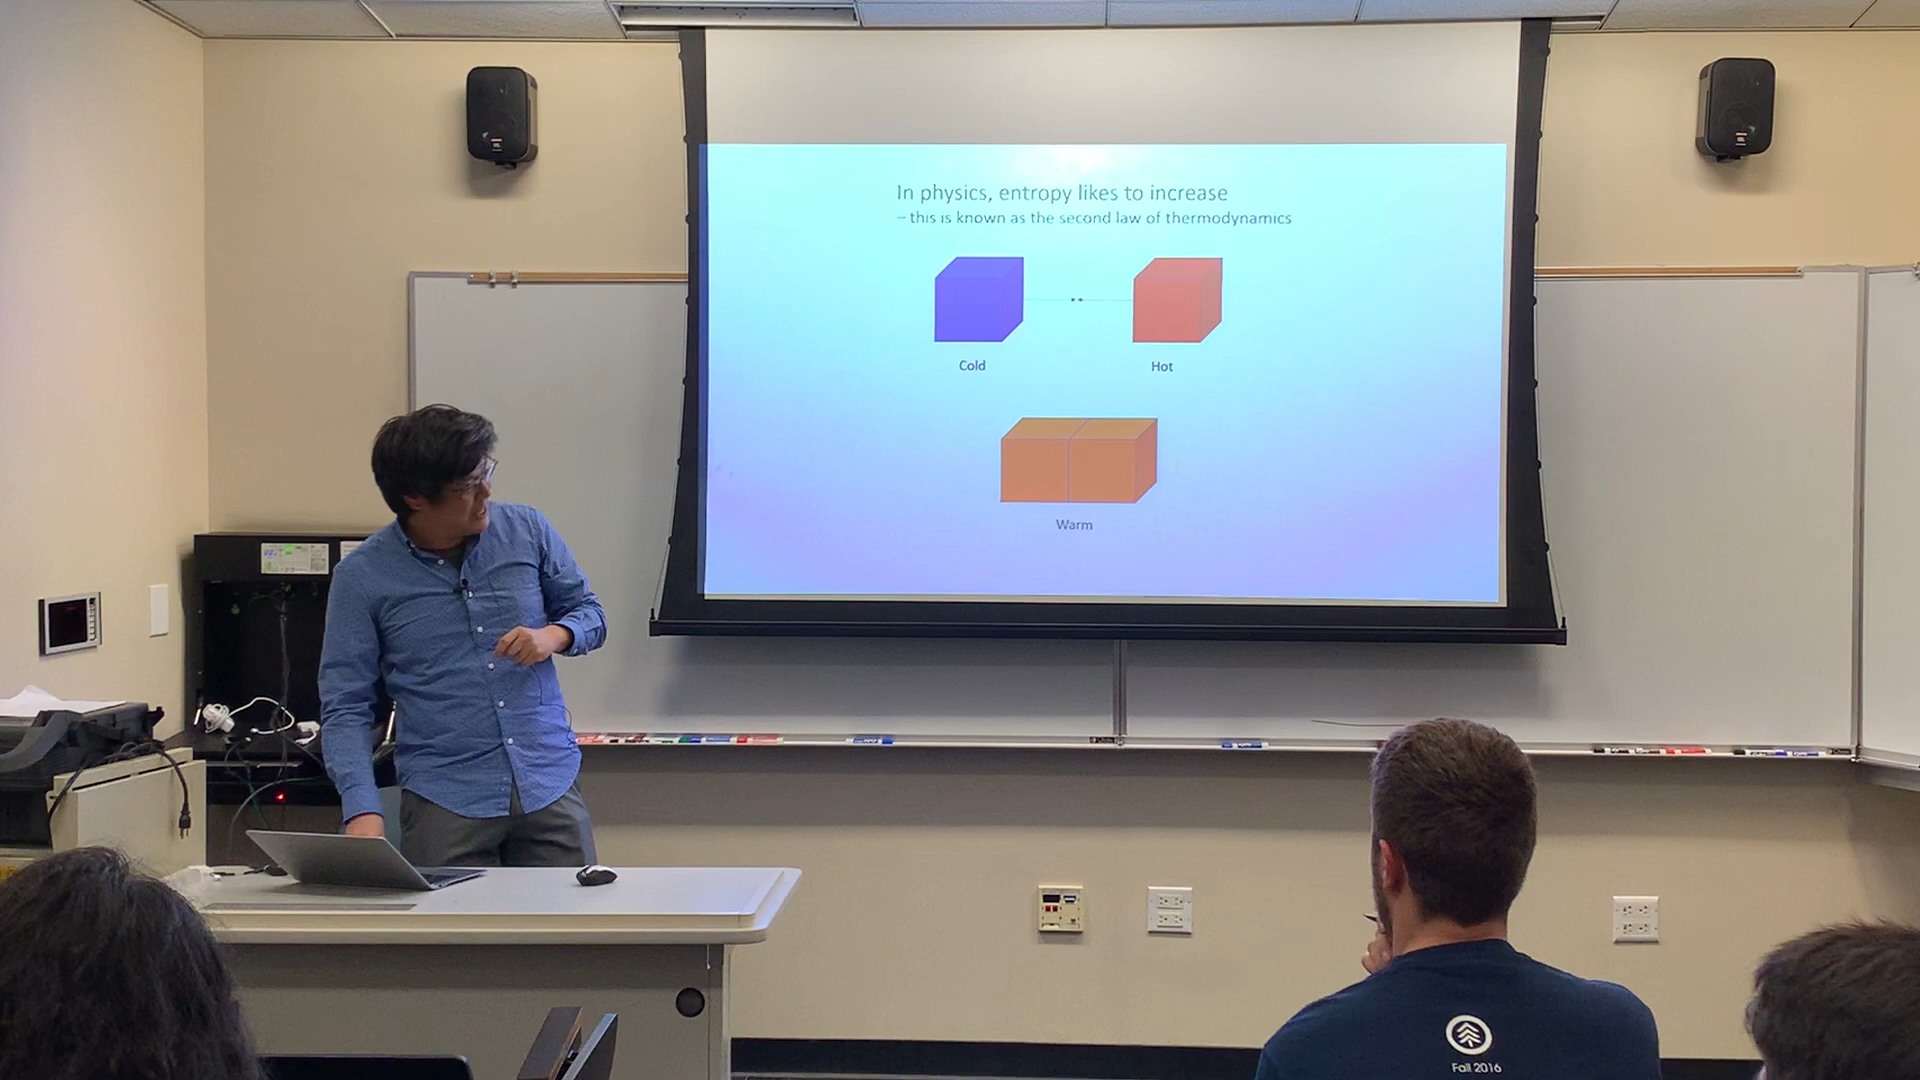 In physics, entropy likes to increase
– this is known as the second law of thermodynamics
Cold
Hot
Warm
Fall 2016